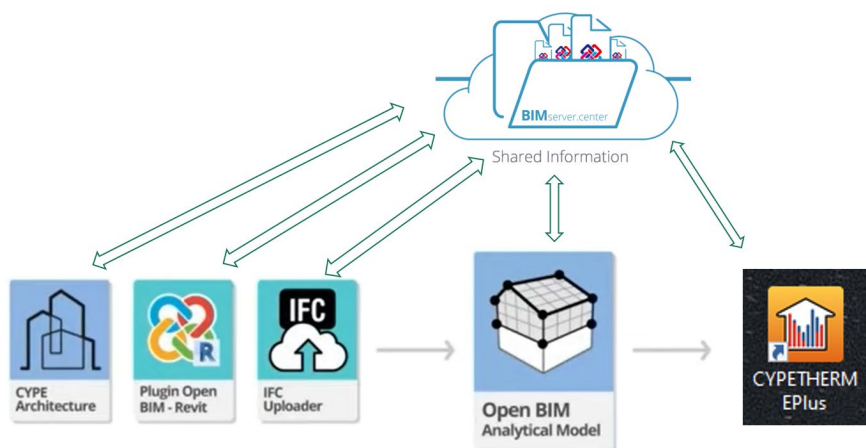 BIMserver.center
Shared Information
IFC
R
CYPE
Architecture
Plugin Open
BIM - Revit
IFC
Uploader
Open BIM
Analytical Model
CYPETHERM
EPlus